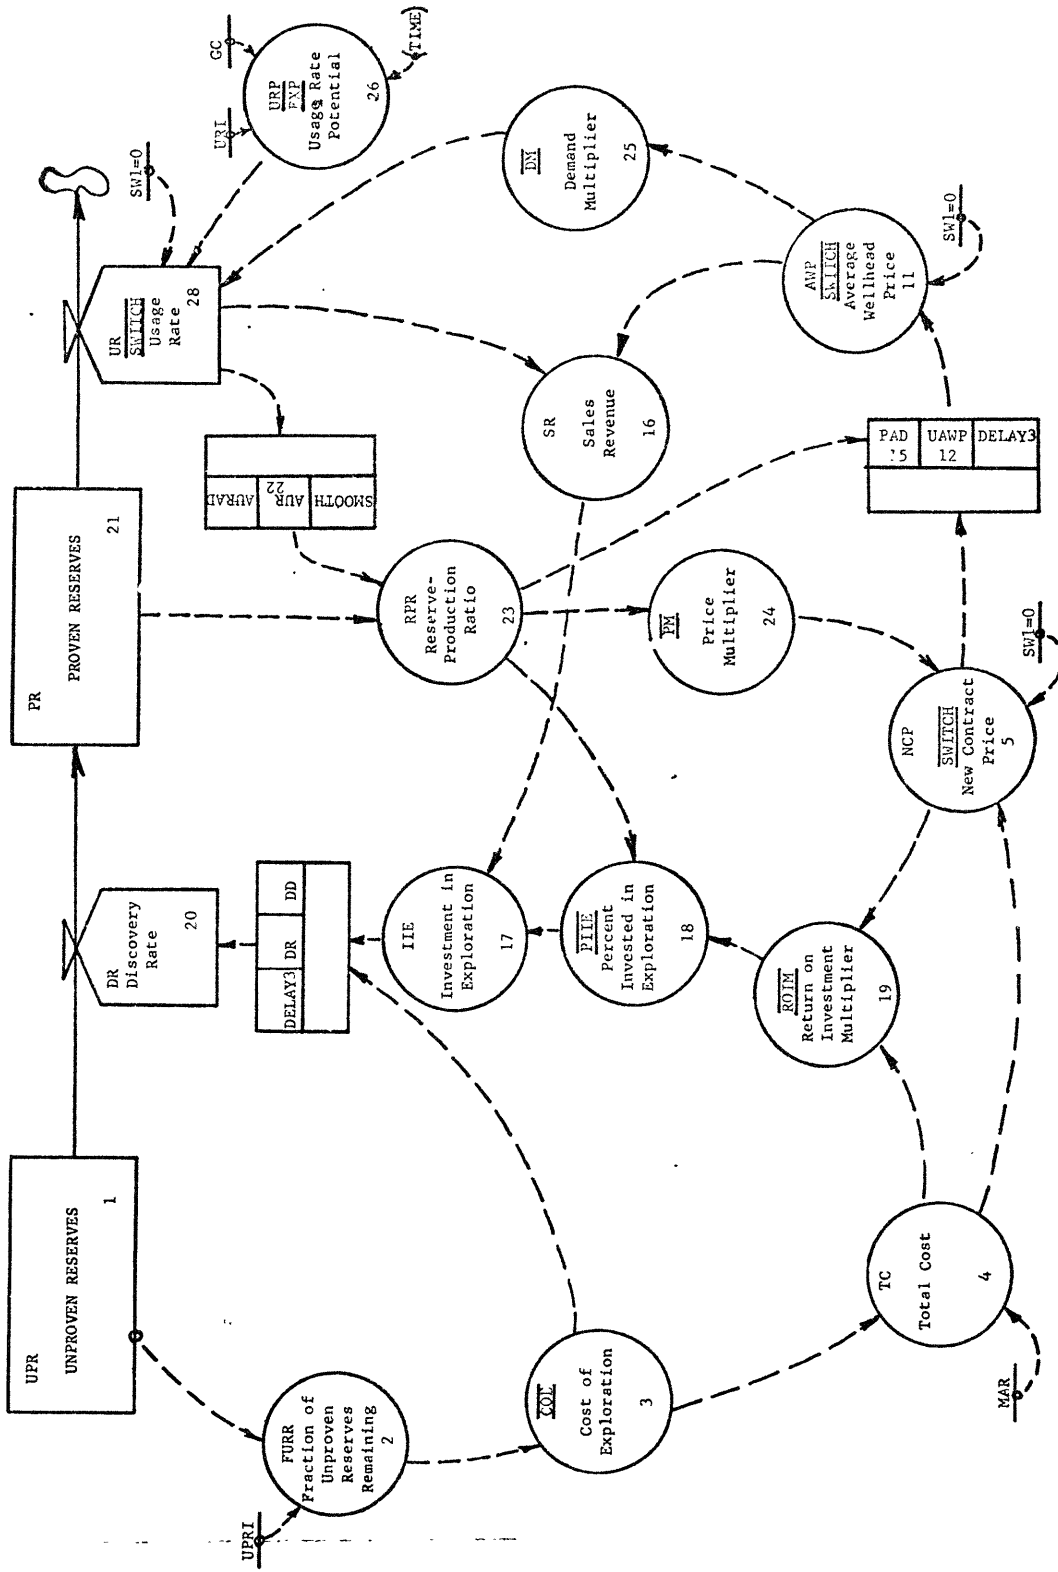 UPR
UNPROVEN RESERVES
1
PR
PROVEN RESERVES
21
DR
Discovery
Rate
20
UR
SWITCH
Usage
Rate
28
SW1=0
URI
GC
URP
EXP
Usage Rate
Potential
26
(TIME)
DELAY3
DR
DD
AURAD
AUR
22
SMOOTH
UPRI
FURR
Fraction of
Unproven
Reserves
Remaining
2
IIE
Investment in
Exploration
17
RPR
Reserve-
Production
Ratio
23
SR
Sales
Revenue
16
DM
Demand
Multiplier
25
COE
Cost of
Exploration
3
PIIE
Percent
Invested in
Exploration
18
PM
Price
Multiplier
24
ROIM
Return on
Investment
Multiplier
19
AWP
SWITCH
Average
Wellhead
Price
11
SW1=0
PAD
15
UAWP
12
DELAY3
TC
Total Cost
4
NCP
SWITCH
New Contract
Price
5
MAR
SW1=0